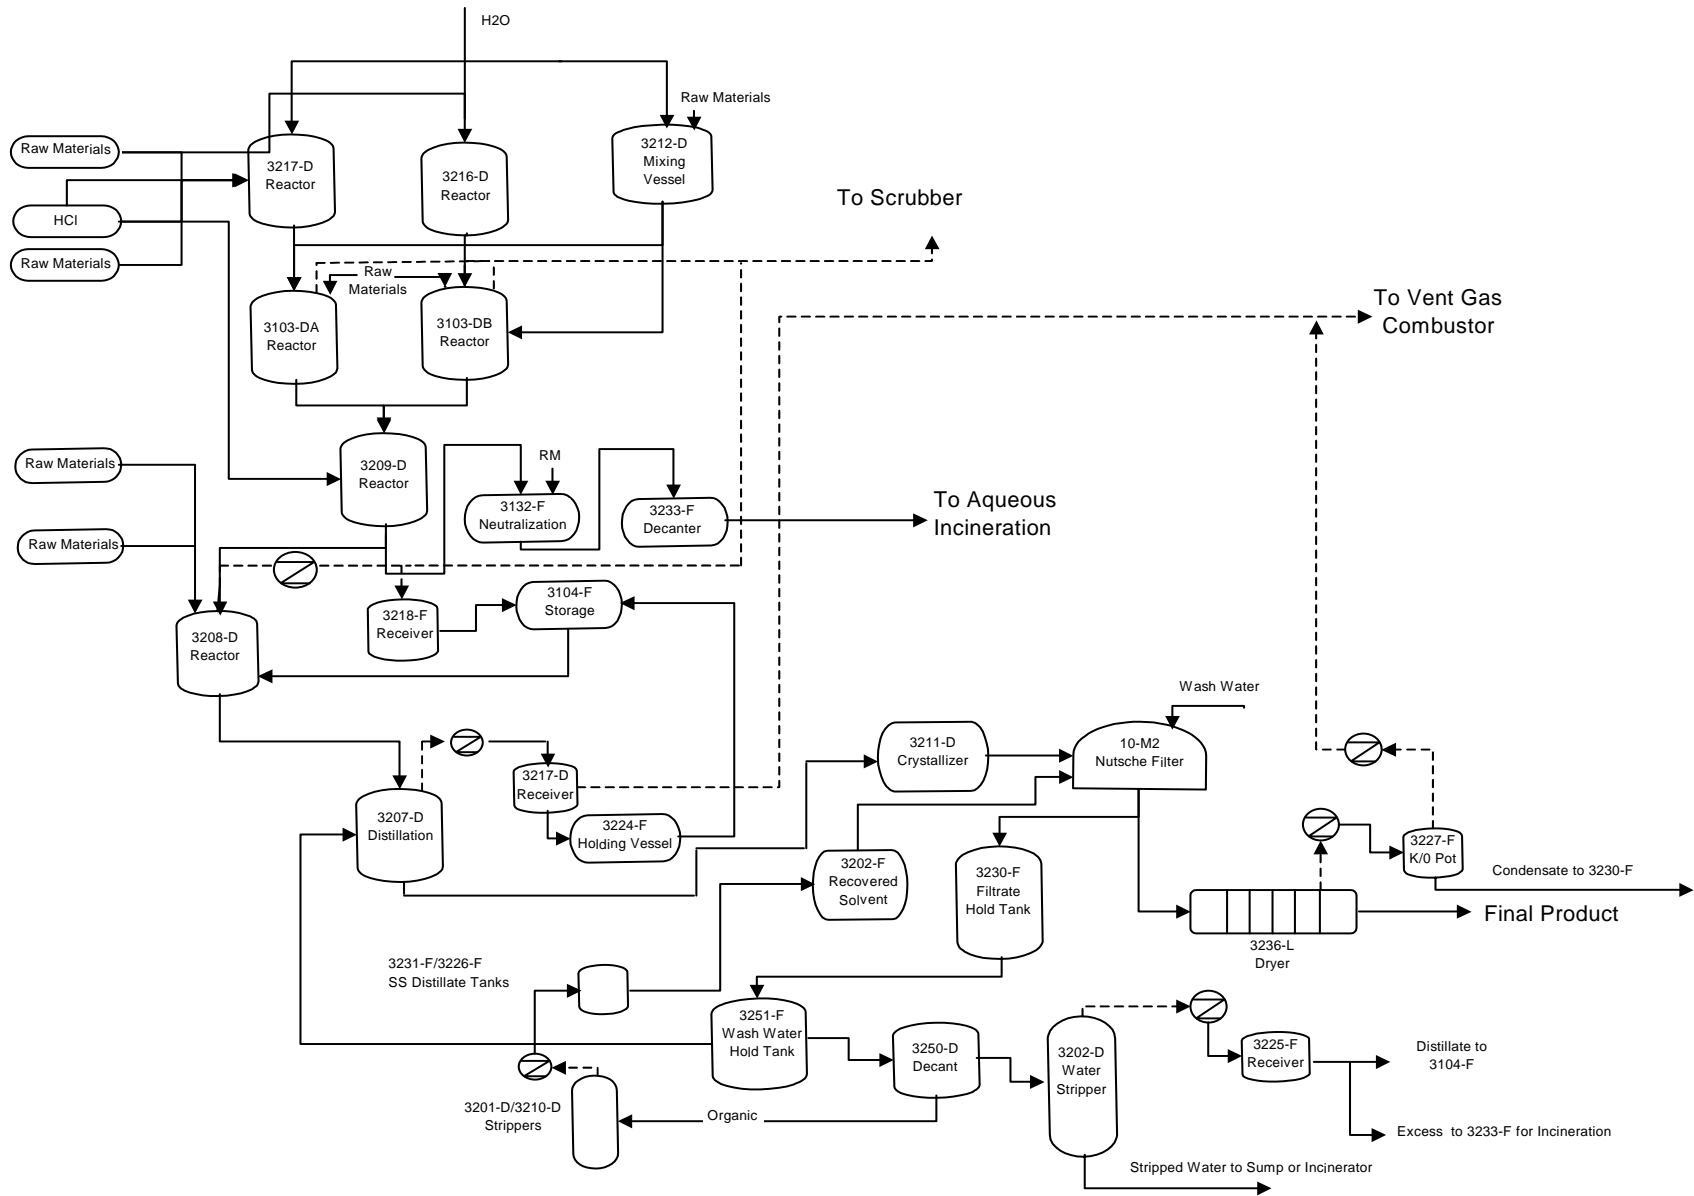 H2O
Raw Materials
Raw Materials
3217-D
Reactor
3216-D
Reactor
3212-D
Mixing
Vessel
HCl
Raw Materials
To Scrubber
Raw
Materials
3103-DA
Reactor
3103-DB
Reactor
To Vent Gas
Combustor
Raw Materials
3209-D
Reactor
RM
3132-F
Neutralization
3233-F
Decanter
To Aqueous
Incineration
Raw Materials
3218-F
Receiver
3104-F
Storage
3208-D
Reactor
Wash Water
3211-D
Crystallizer
10-M2
Nutsche Filter
3217-D
Receiver
3207-D
Distillation
3224-F
Holding Vessel
3202-F
Recovered
Solvent
3230-F
Filtrate
Hold Tank
3227-F
K/0 Pot
Condensate to 3230-F
Final Product
3236-L
Dryer
3231-F/3226-F
SS Distillate Tanks
3251-F
Wash Water
Hold Tank
3250-D
Decant
3202-D
Water
Stripper
3225-F
Receiver
Distillate to
3104-F
3201-D/3210-D
Strippers
Organic
Excess to 3233-F for Incineration
Stripped Water to Sump or Incinerator